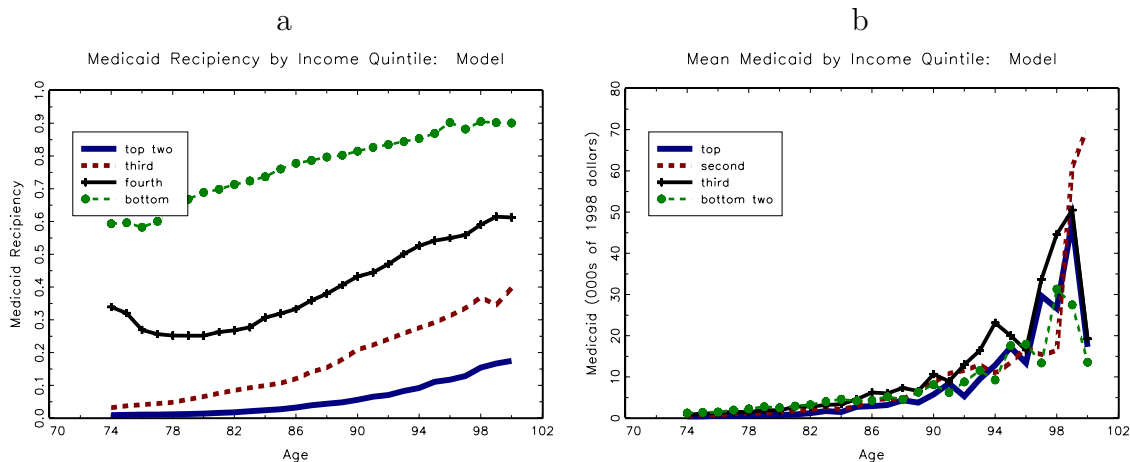 a
Medicaid Recipiency by Income Quintile: Model
Medicaid Recipiency
1.0
0.9
0.8
0.7
0.6
0.5
0.4
0.3
0.2
0.1
0.0
top two
third
fourth
bottom
70 74 78 82 86 90 94 98 102
Age
b
Mean Medicaid by Income Quintile: Model
Medicaid (000s of 1998 dollars)
80
70
60
50
40
30
20
10
0
top
second
third
bottom two
70 74 78 82 86 90 94 98 102
Age